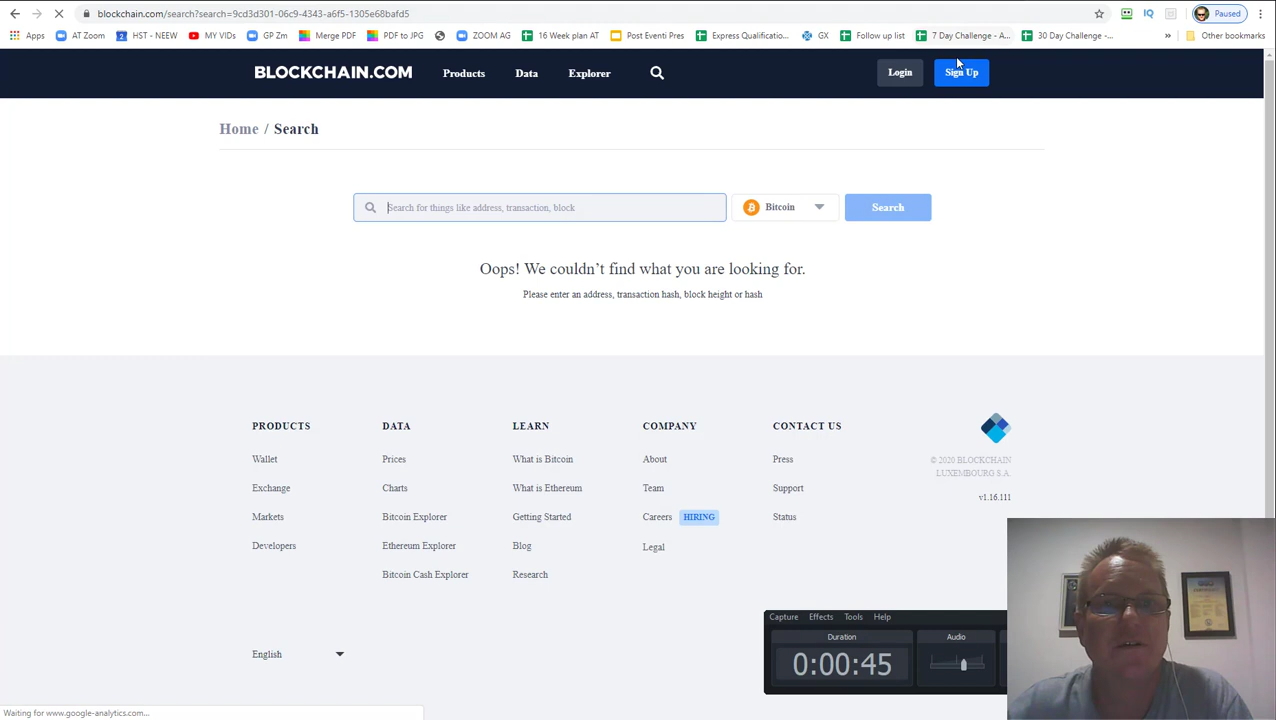 blockchain.com/search?search=9cd3d301-06c9-4343-a6f5-1305e68bafd5
Paused
Apps AT Zoom HST - NEEW MY VIDs GP Zm Merge PDF PDF to JPG ZOOM AG 16 Week plan AT Post Eventi Pres Express Qualificatio... GX Follow up list 7 Day Challenge - A... 30 Day Challenge -... » Other bookmarks
BLOCKCHAIN.COM Products Data Explorer Login Sign Up
Home / Search
Search for things like address, transaction, block Bitcoin Search
Oops! We couldn't find what you are looking for.
Please enter an address, transaction hash, block height or hash
PRODUCTS
Wallet
Exchange
Markets
Developers
DATA
Prices
Charts
Bitcoin Explorer
Ethereum Explorer
Bitcoin Cash Explorer
LEARN
What is Bitcoin
What is Ethereum
Getting Started
Blog
Research
COMPANY
About
Team
Careers HIRING
Legal
CONTACT US
Press
Support
Status
© 2020 BLOCKCHAIN
LUXEMBOURG S.A.
v1.16.111
English
Capture Effects Tools Help
Duration Audio
0:00:45
Waiting for www.google-analytics.com...